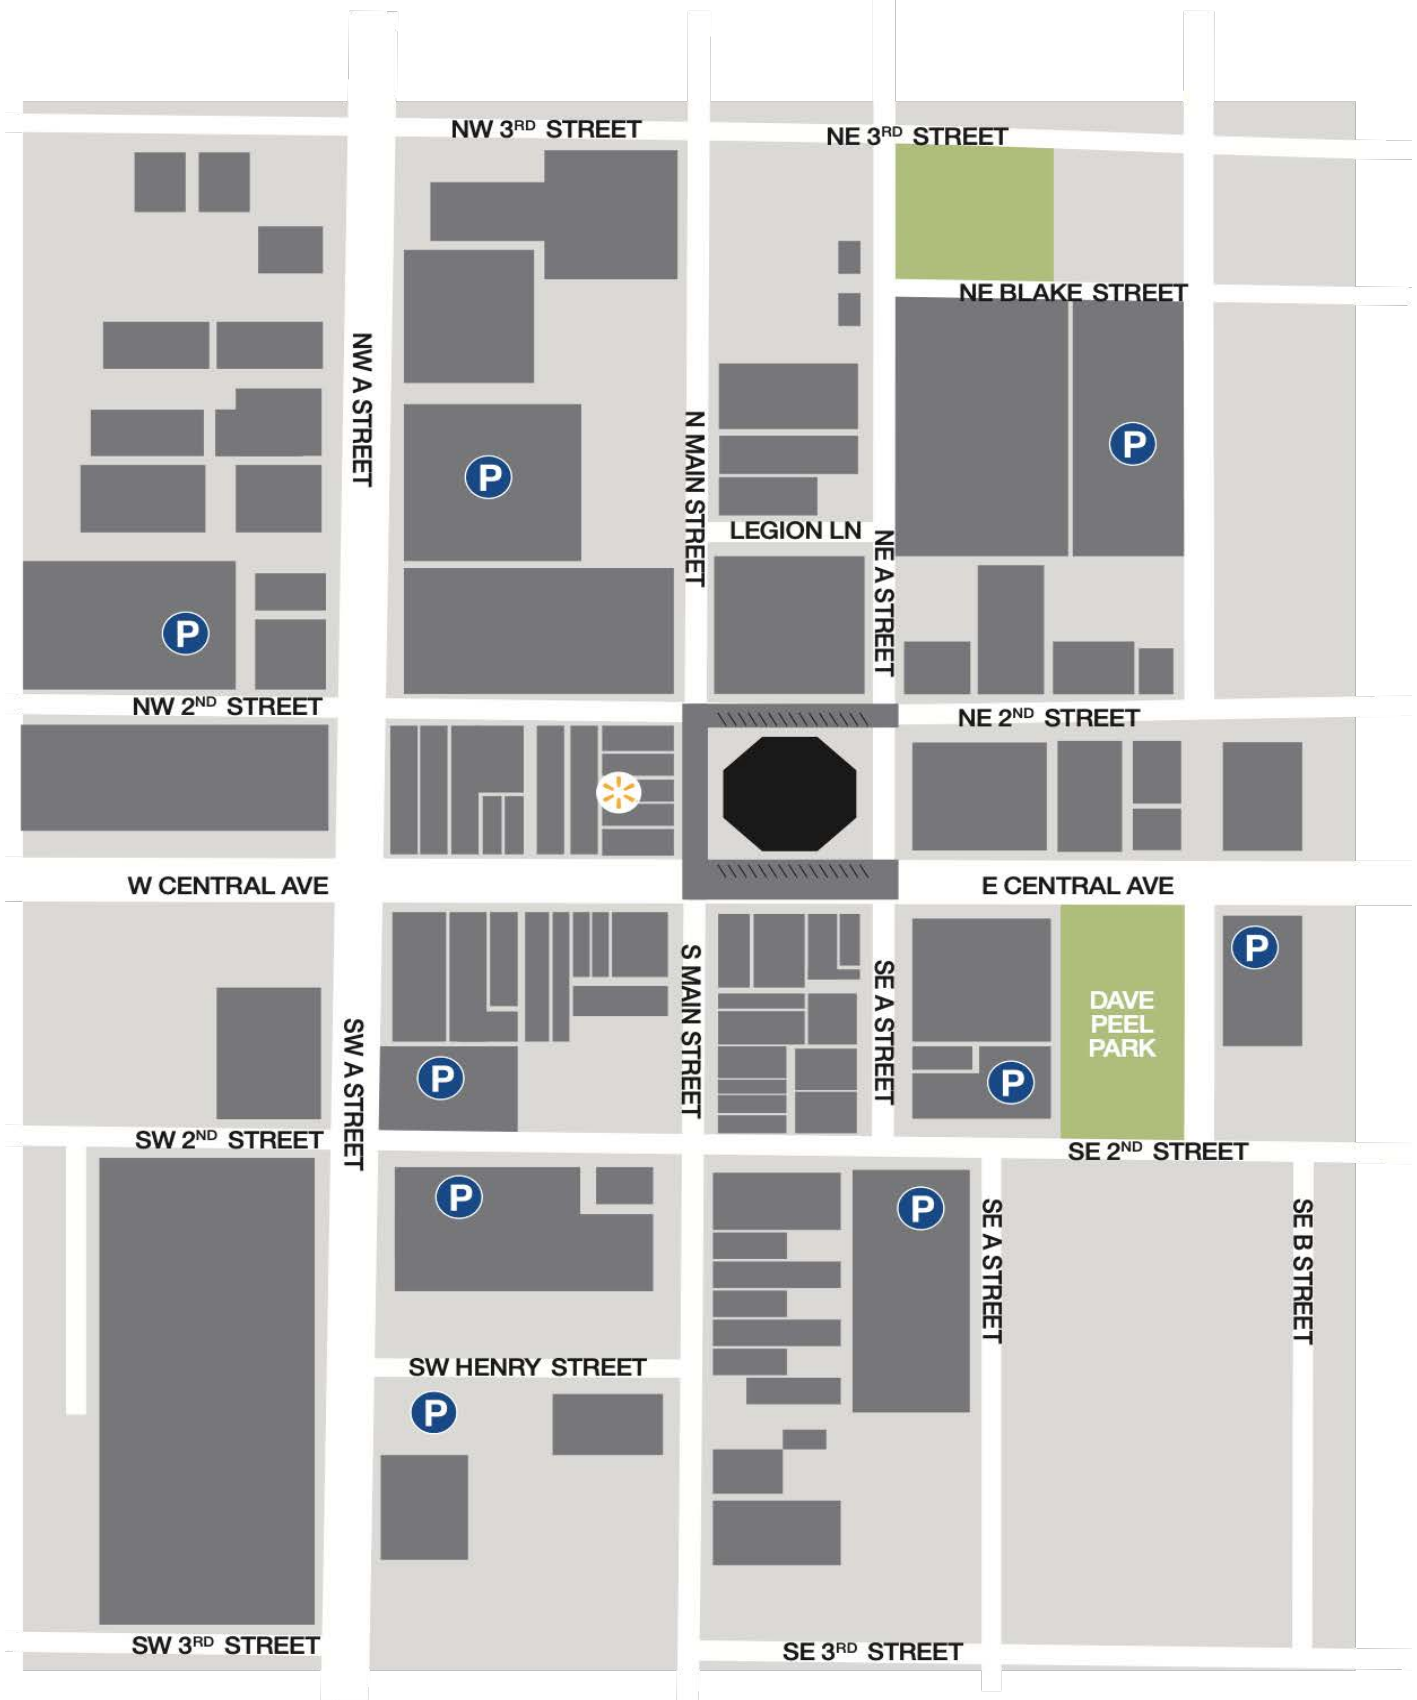 NW 3RD STREET
NE 3RD STREET
NE BLAKE STREET
NW A STREET
N MAIN STREET
P
P
LEGION LN
NE A STREET
P
NW 2ND STREET
NE 2ND STREET
W CENTRAL AVE
E CENTRAL AVE
S MAIN STREET
SE A STREET
P
DAVE
PEEL
PARK
SW A STREET
P
P
SW 2ND STREET
SE 2ND STREET
P
P
SE A STREET
SE B STREET
SW HENRY STREET
P
SW 3RD STREET
SE 3RD STREET